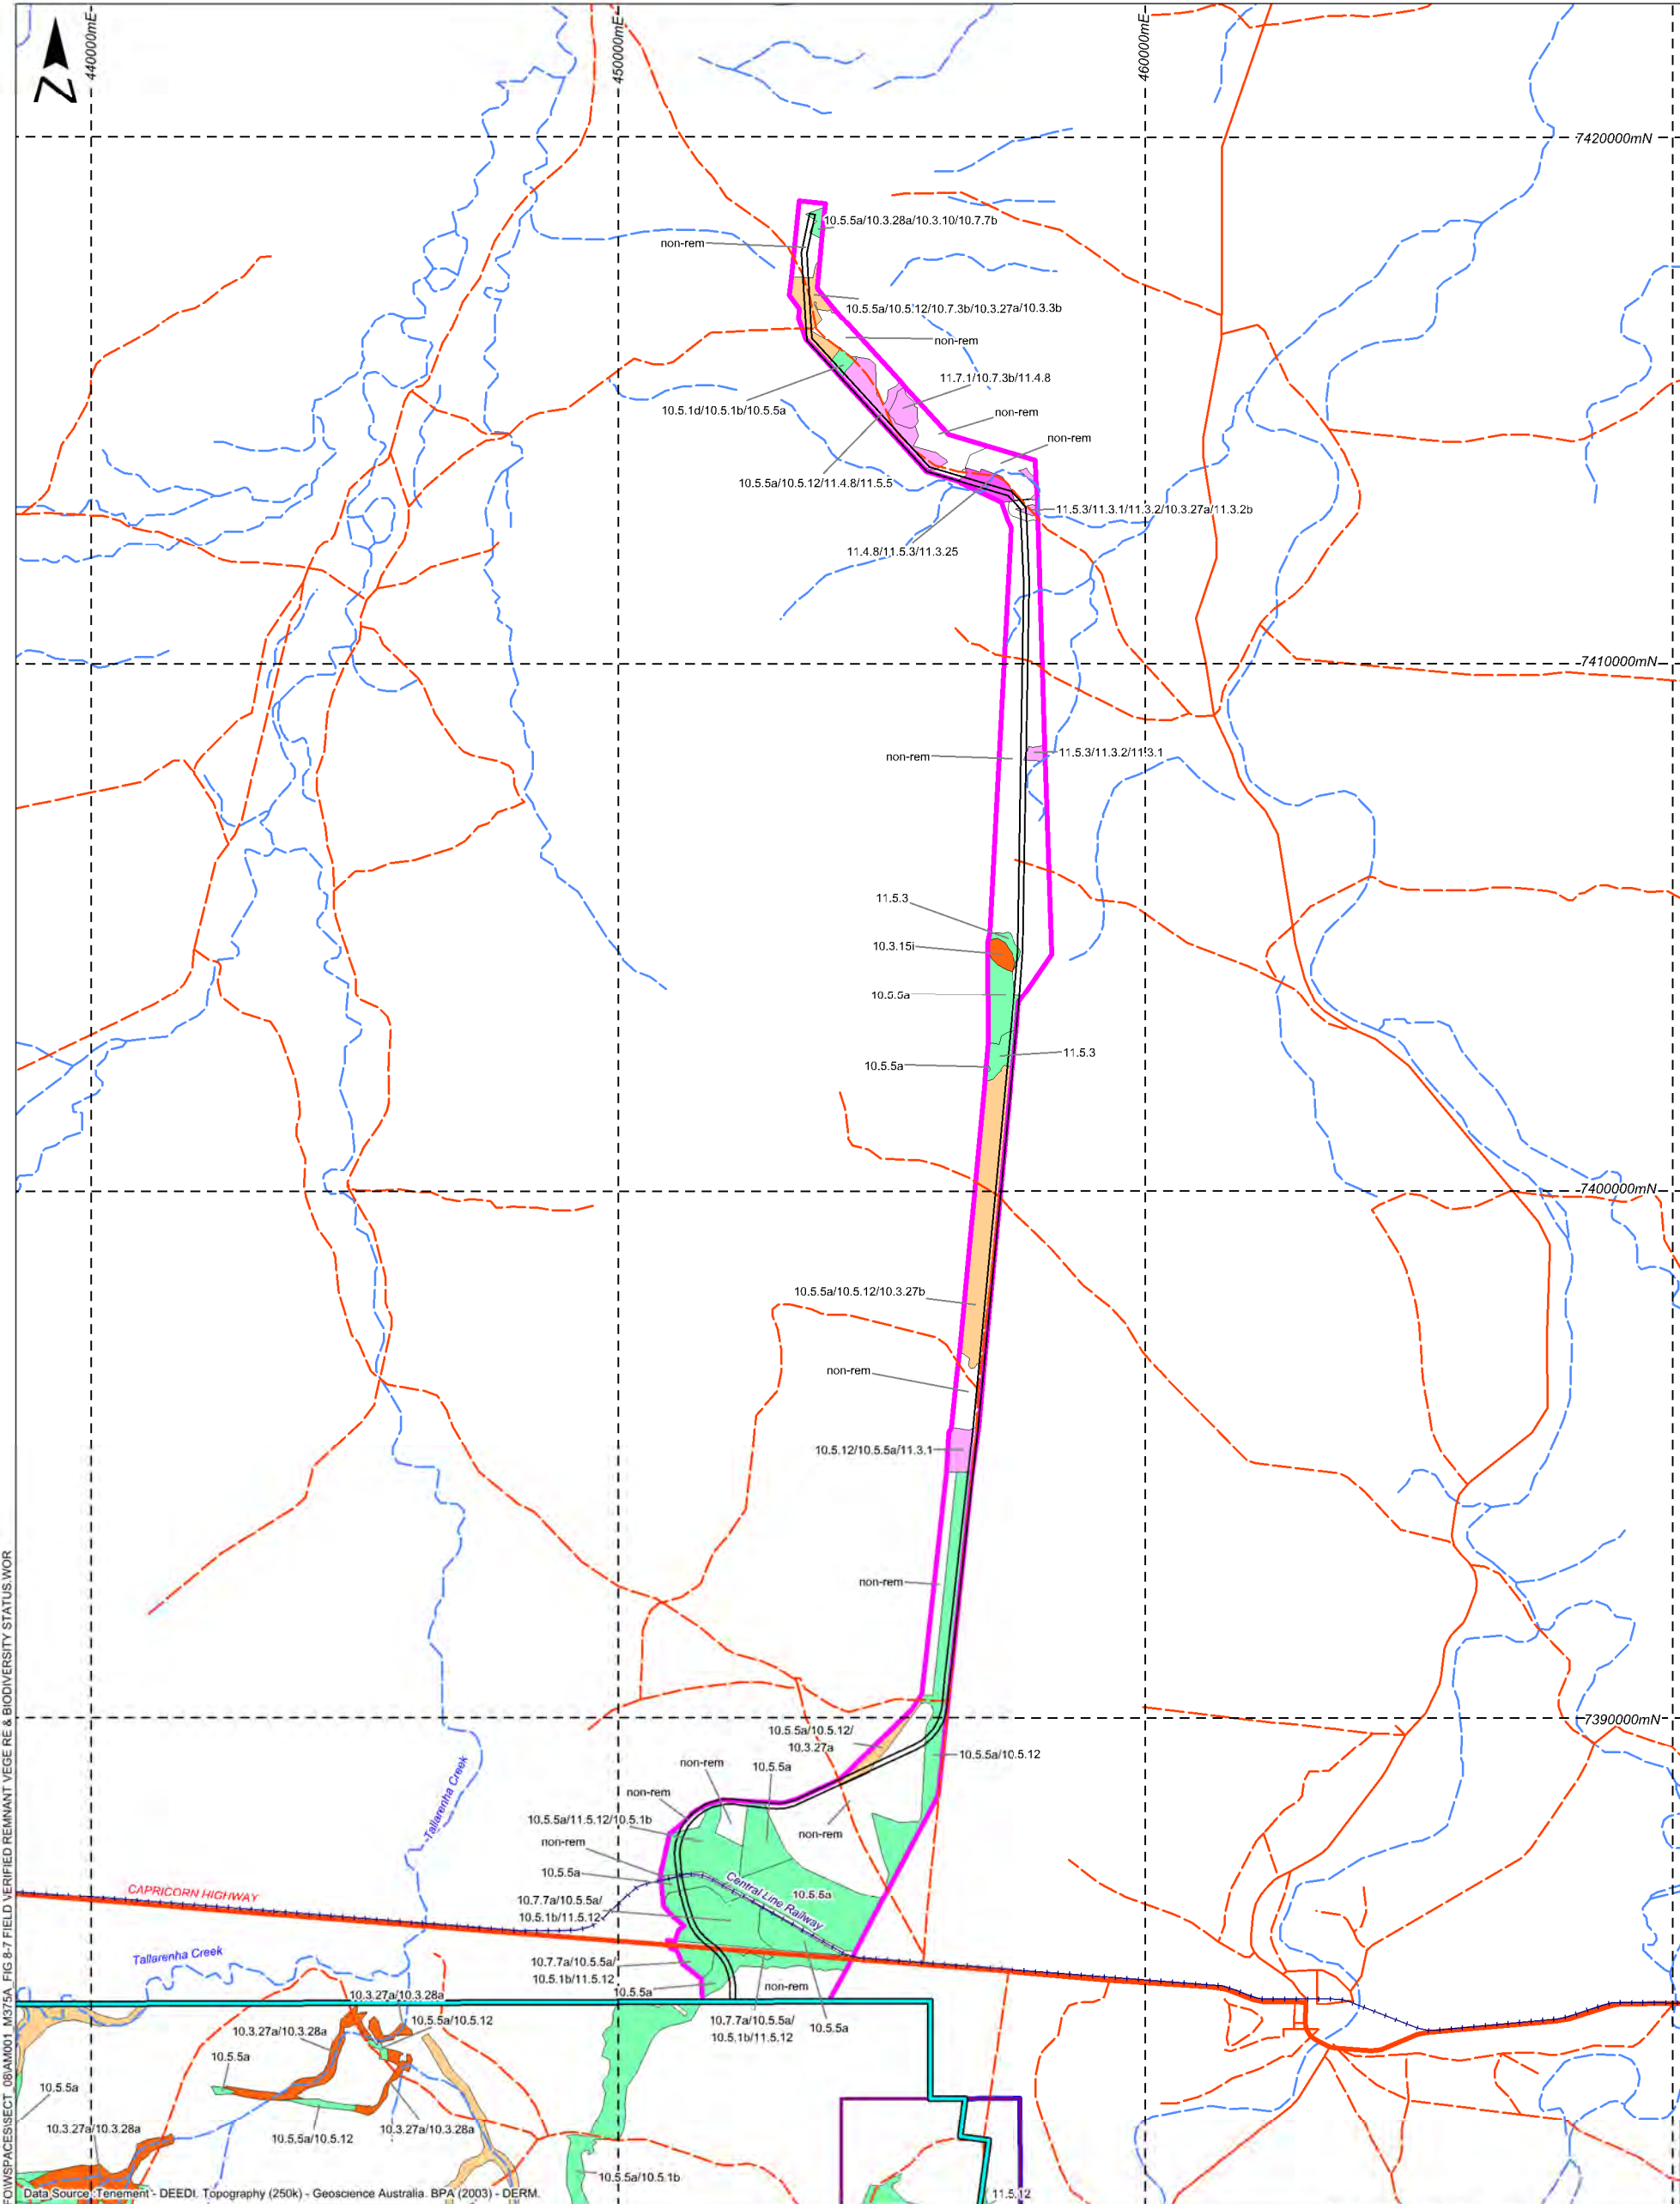 440000mE
450000mE
460000mE
N
7420000mN
10.5.5a/10.3.28a/10.3.10/10.7.7b
non-rem
10.5.5a/10.5.12/10.7.3b/10.3.27a/10.3.3b
non-rem
11.7.1/10.7.3b/11.4.8
10.5.1d/10.5.1b/10.5.5a
non-rem
non-rem
10.5.5a/10.5.12/11.4.8/11.5.5
11.5.3/11.3.1/11.3.2/10.3.27a/11.3.2b
11.4.8/11.5.3/11.3.25
7410000mN
11.5.3/11.3.2/11.3.1
non-rem
11.5.3
10.3.15i
10.5.5a
11.5.3
10.5.5a
7400000mN
10.5.5a/10.5.12/10.3.27b
non-rem
10.5.12/10.5.5a/11.3.1
non-rem
7390000mN
10.5.5a/10.5.12/
10.3.27a
10.5.5a/10.5.12
non-rem
10.5.5a
non-rem
10.5.5a/11.5.12/10.5.1b
non-rem
non-rem
10.5.5a
Tallarenha Creek
Central Line Railway
CAPRICORN HIGHWAY
10.5.5a
10.7.7a/10.5.5a/
10.5.1b/11.5.12
Tallarenha Creek
10.7.7a/10.5.5a/
10.5.1b/11.5.12
non-rem
10.5.5a
10.3.27a/10.3.28a
10.5.5a/10.5.12
10.7.7a/10.5.5a/
10.5.1b/11.5.12
10.5.5a
10.3.27a/10.3.28a
10.5.5a
10.5.5a
10.3.27a/10.3.28a
10.5.5a/10.5.12
10.3.27a/10.3.28a
10.5.5a/10.5.1b
11.5.12
Data Source : Tenement - DEEDI. Topography (250k) - Geoscience Australia. BPA (2003) - DERM.
FOWSPACES\SECT_08\AM001_M375A_FIG 8-7 FIELD VERIFIED REMNANT VEGE RE & BIODIVERSITY STATUS.WOR